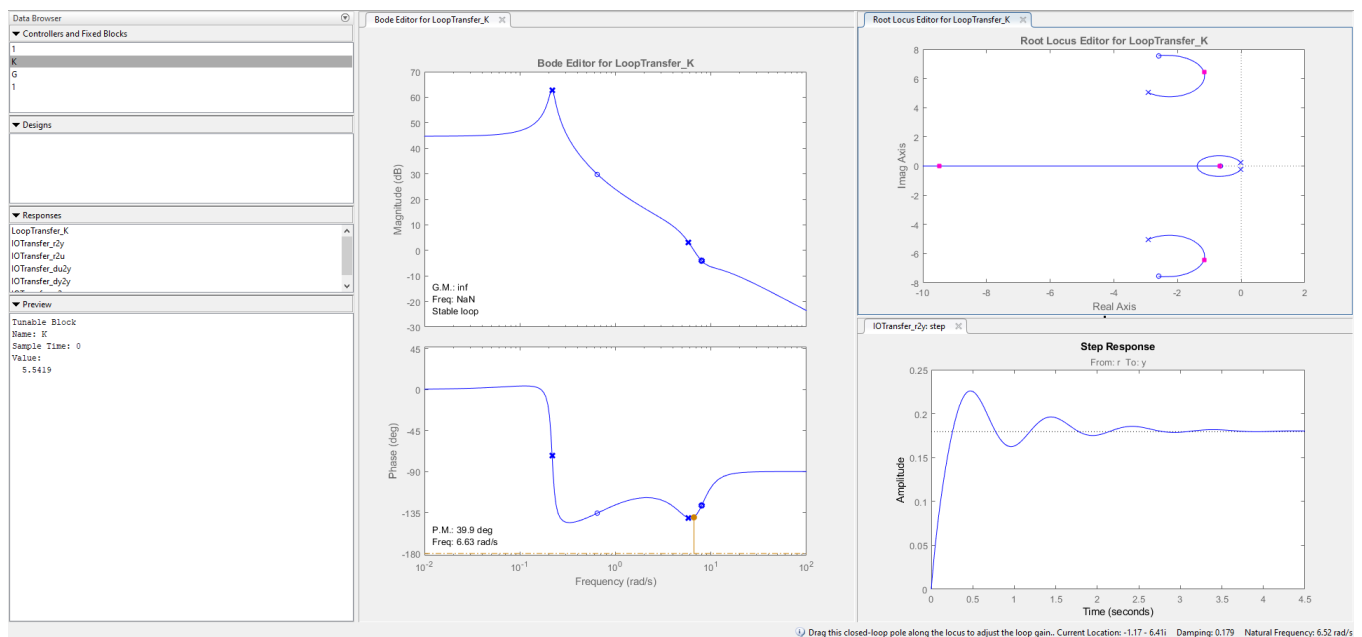 Data Browser
Controllers and Fixed Blocks
1
K
G
1
Designs
Responses
LoopTransfer_K
IOTransfer_r2y
IOTransfer_r2u
IOTransfer_du2y
IOTransfer_dy2y
Preview
Tunable Block
Name: K
Sample Time: 0
Value:
5.5419
Bode Editor for LoopTransfer_K
Bode Editor for LoopTransfer_K
70
60
50
40
30
20
10
0
-10
-20
-30
Magnitude (dB)
G.M.: inf
Freq: NaN
Stable loop
45
0
-45
-90
-135
-180
Phase (deg)
P.M.: 39.9 deg
Freq: 6.63 rad/s
10-2
10-1
100
101
102
Frequency (rad/s)
Root Locus Editor for LoopTransfer_K
Root Locus Editor for LoopTransfer_K
8
6
4
2
0
-2
-4
-6
-8
Imag Axis
-10
-8
-6
-4
-2
0
2
Real Axis
IOTransfer_r2y: step
Step Response
From: r To: y
0.25
0.2
0.15
0.1
0.05
0
Amplitude
0
0.5
1
1.5
2
2.5
3
3.5
4
4.5
Time (seconds)
Drag this closed-loop pole along the locus to adjust the loop gain.. Current Location: -1.17 - 6.41i Damping: 0.179 Natural Frequency: 6.52 rad/s